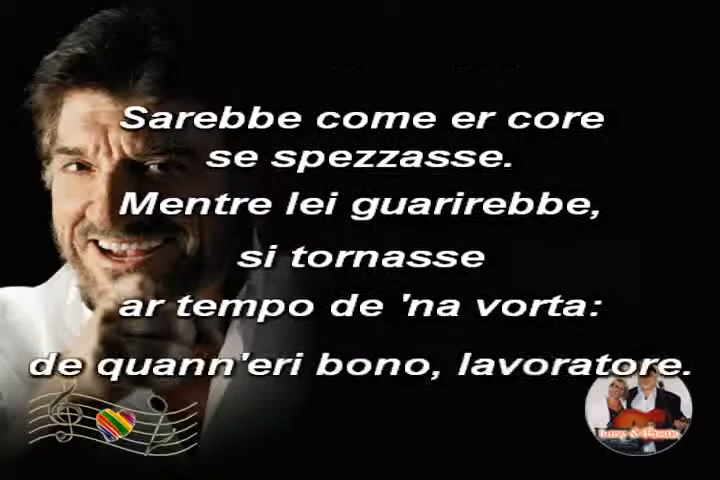 Sarebbe come er core
se spezzasse.
Mentre lei guarirebbe,
si tornasse
ar tempo de 'na vorta:
de quann'eri bono, lavoratore.